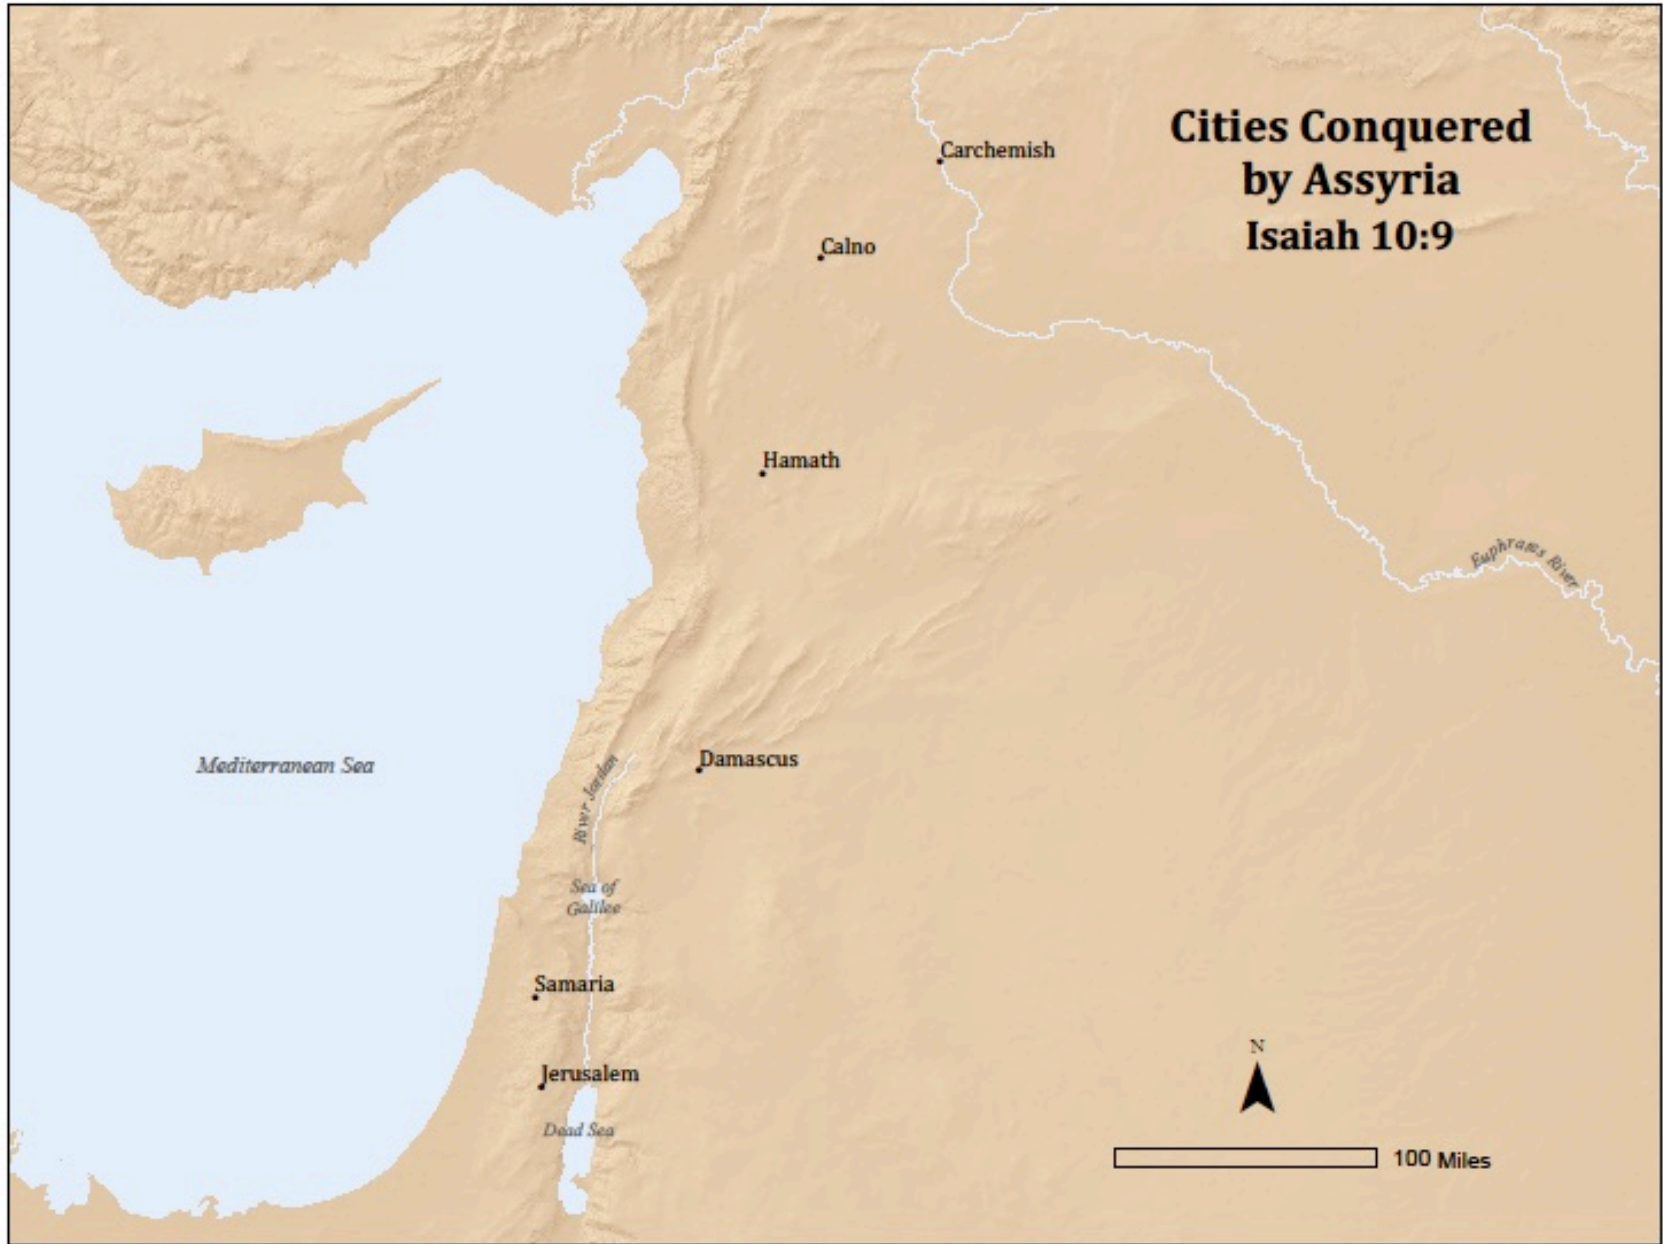 Cities Conquered
by Assyria
Isaiah 10:9
Carchemish
Calno
Hamath
Euphrates River
Mediterranean Sea
Damascus
River Jordan
Sea of
Galilee
Samaria
Jerusalem
Dead Sea
N
100 Miles